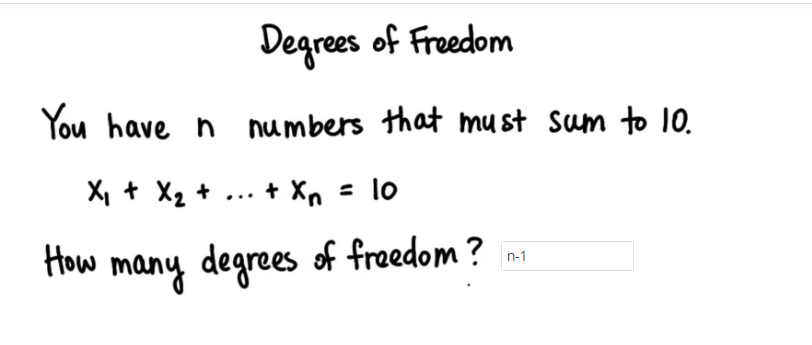 Degrees of Freedom
You have n numbers that must sum to 10.
x₁ + x₂ + ... + xₙ = 10
How many degrees of freedom? n-1